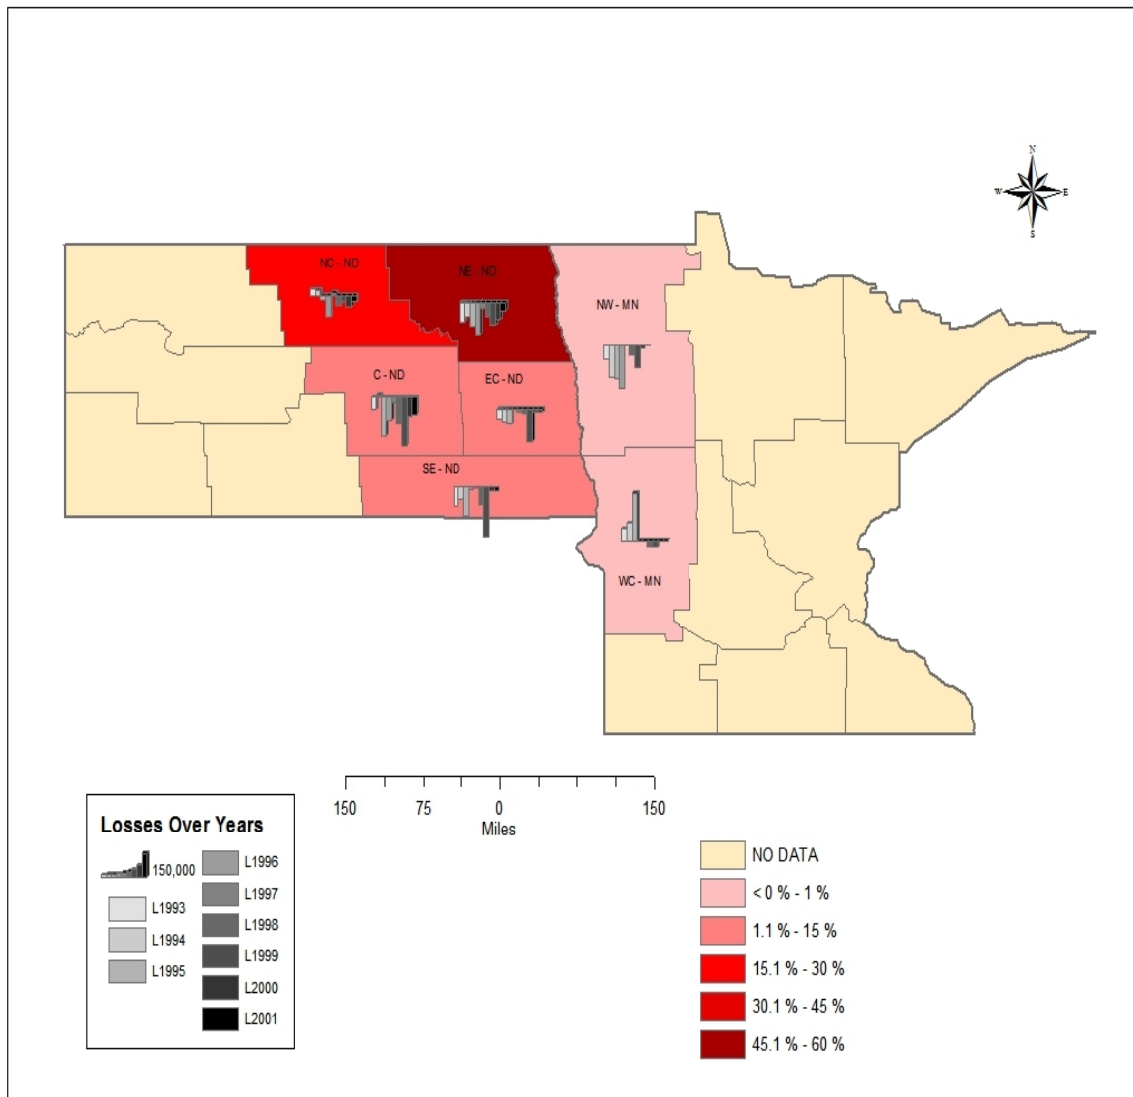 N
W E
S
NC - ND
NE - ND
NW - MN
C - ND
EC - ND
SE - ND
WC - MN
150 75 0 150
Miles
Losses Over Years
150,000
L1993
L1994
L1995
L1996
L1997
L1998
L1999
L2000
L2001
NO DATA
< 0 % - 1 %
1.1 % - 15 %
15.1 % - 30 %
30.1 % - 45 %
45.1 % - 60 %